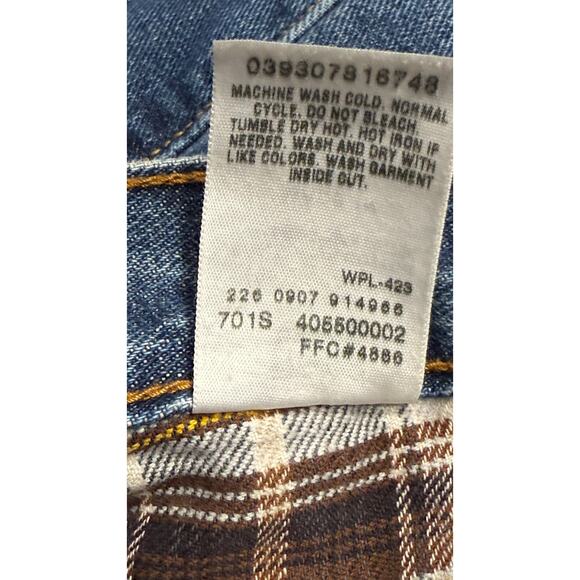 039307816748
MACHINE WASH COLD. NORMAL
CYCLE. DO NOT BLEACH.
TUMBLE DRY HOT. HOT IRON IF
NEEDED. WASH AND DRY WITH
LIKE COLORS. WASH GARMENT
INSIDE OUT.
WPL-423
226 0907 914966
701S 405500002
FFC#4886